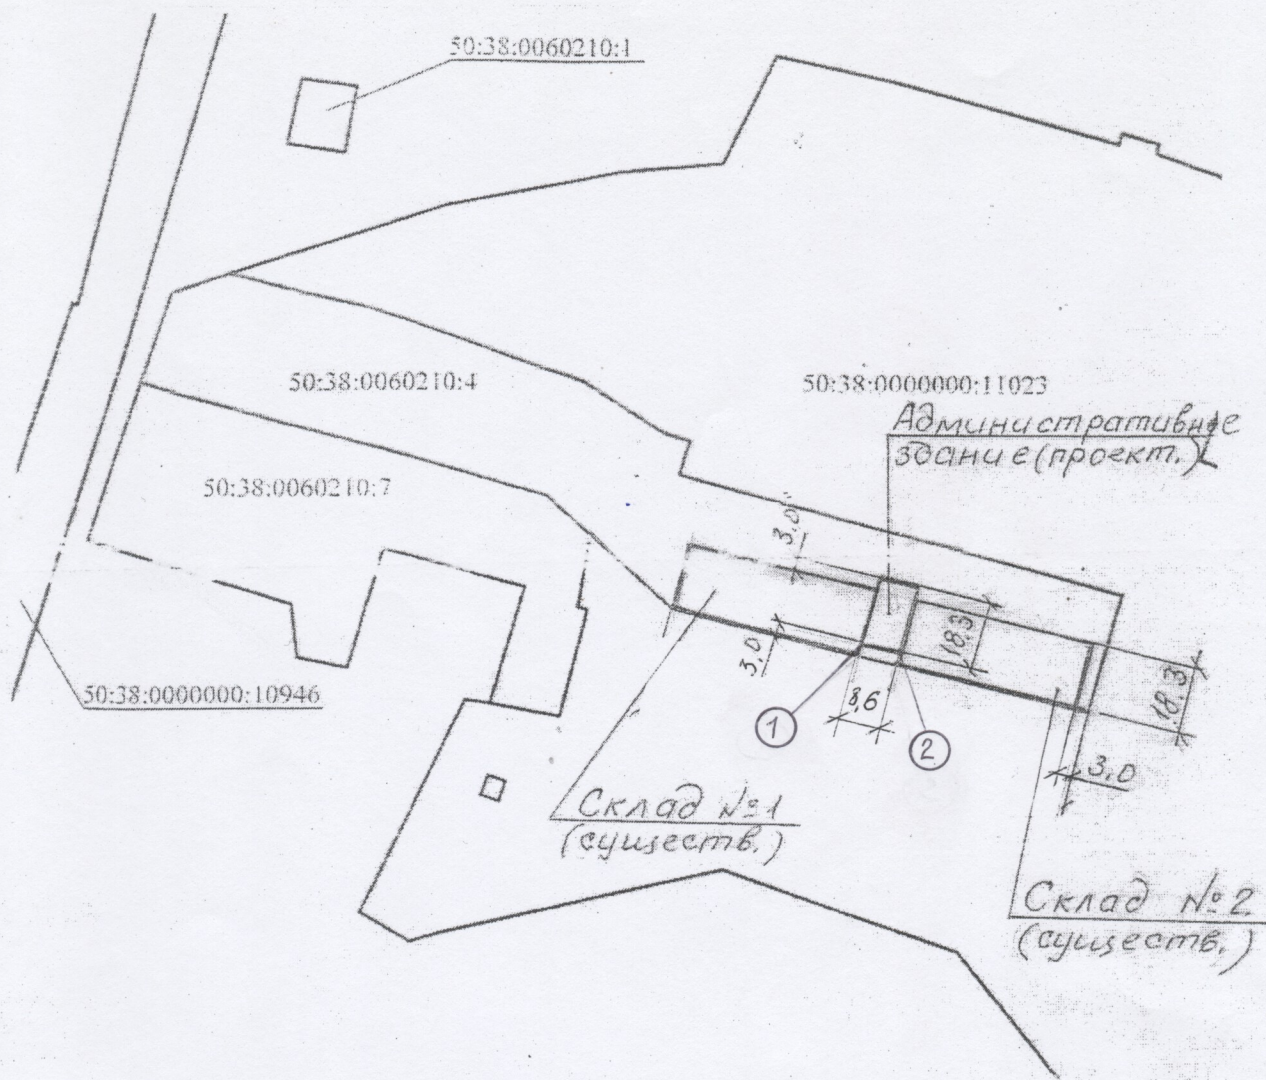 50:38:0060210:1
50:38:0060210:4
50:38:0000000:11023
Административное
здание (проект.)
50:38:0060210:7
3.0
18.3
3.0
18.3
50:38:0000000:10946
8,6
1
2
3.0
Склад №1
(существ.)
Склад №2
(существ.)